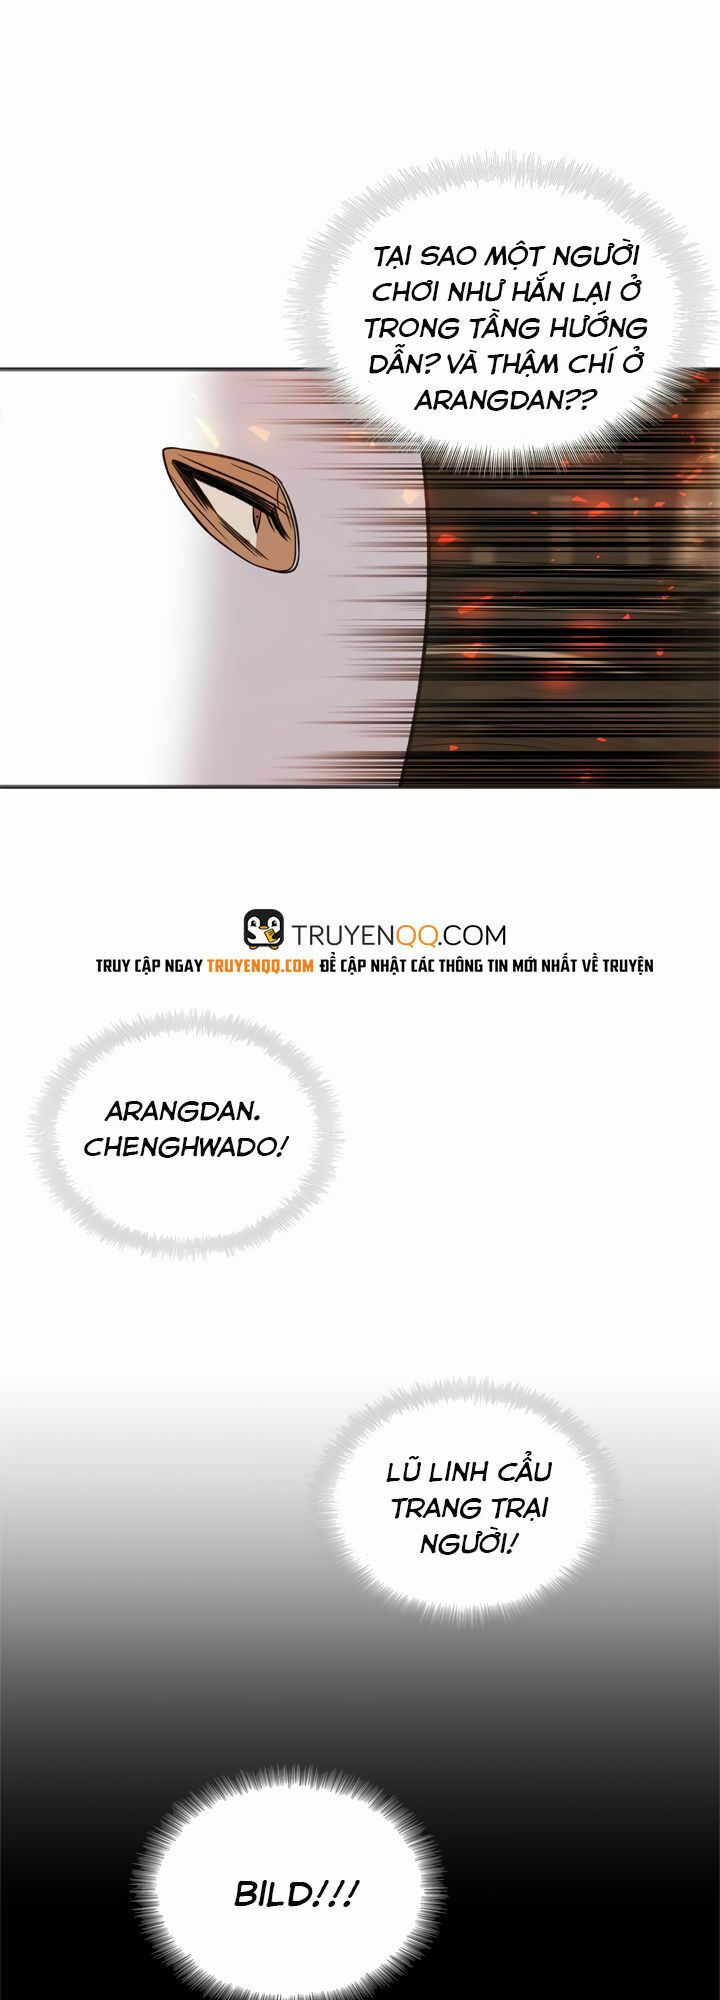 TẠI SAO MỘT NGƯỜI
CHƠI NHƯ HẮN LẠI Ở
TRONG TẦNG HƯỚNG
DẪN? VÀ THẬM CHÍ Ở
ARANGDAN??
TRUYENQQ.COM
TRUY CẬP NGAY TRUYENQQ.COM ĐỂ CẬP NHẬT CÁC THÔNG TIN MỚI NHẤT VỀ TRUYỆN
ARANGDAN.
CHENGHWADO!
LŨ LINH CẨU
TRANG TRẠI
NGƯỜI!
BILD!!!